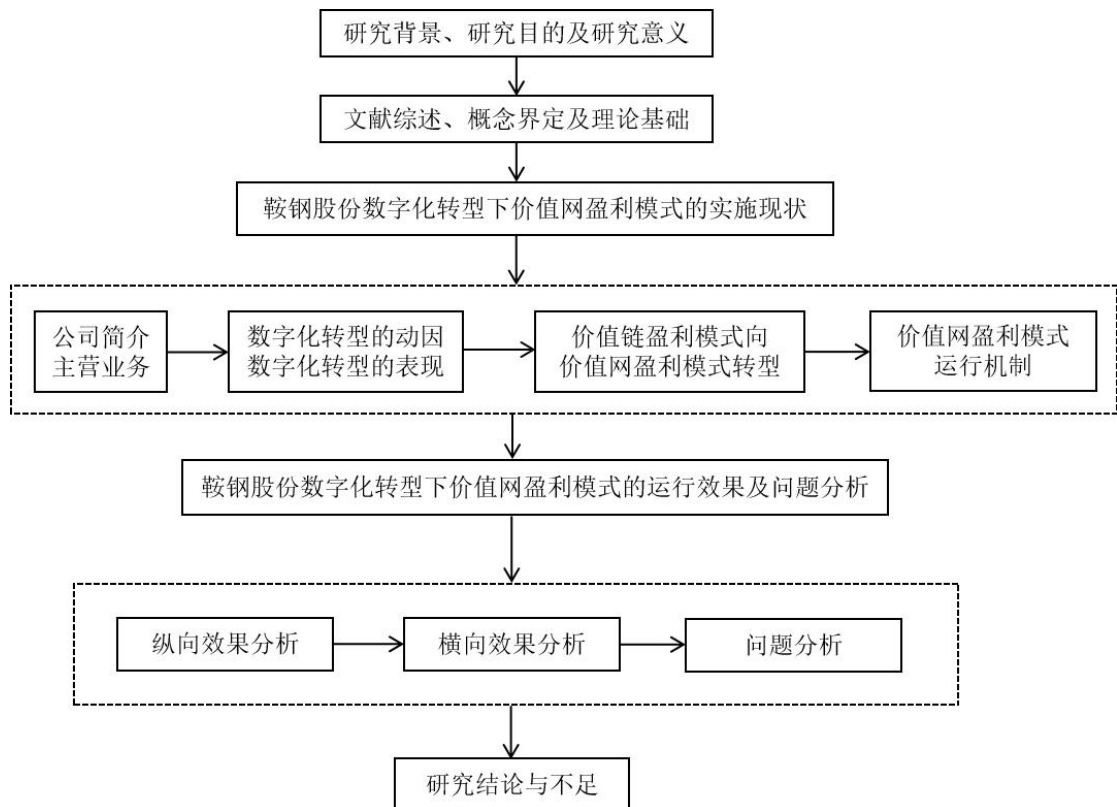 研究背景、研究目的及研究意义
文献综述、概念界定及理论基础
鞍钢股份数字化转型下价值网盈利模式的实施现状
公司简介
主营业务
数字化转型的动因
数字化转型的表现
价值链盈利模式向
价值网盈利模式转型
价值网盈利模式
运行机制
鞍钢股份数字化转型下价值网盈利模式的运行效果及问题分析
纵向效果分析
横向效果分析
问题分析
研究结论与不足